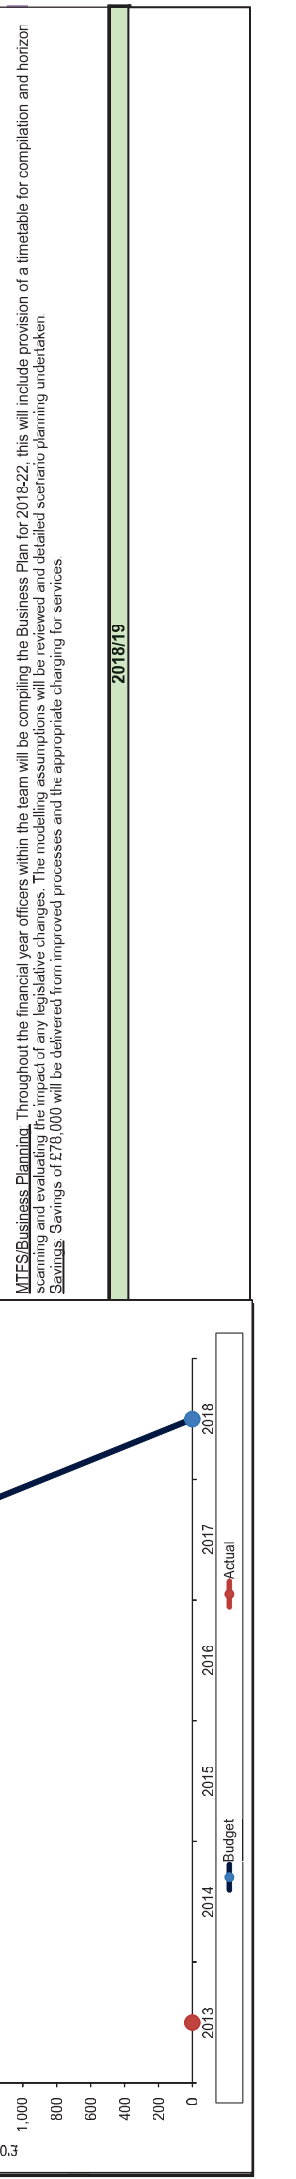 MTFS/Business Planning. Throughout the financial year officers within the team will be compiling the Business Plan for 2018-22, this will include provision of a timetable for compilation and horizon
scanning and evaluating the impact of any legislative changes. The modelling assumptions will be reviewed and detailed scenario planning undertaken.
Savings. Savings of £78,000 will be delivered from improved processes and the appropriate charging for services.
2018/19
1,000
800
600
400
200
0
2013
2014
2015
2016
2017
2018
Budget
Actual